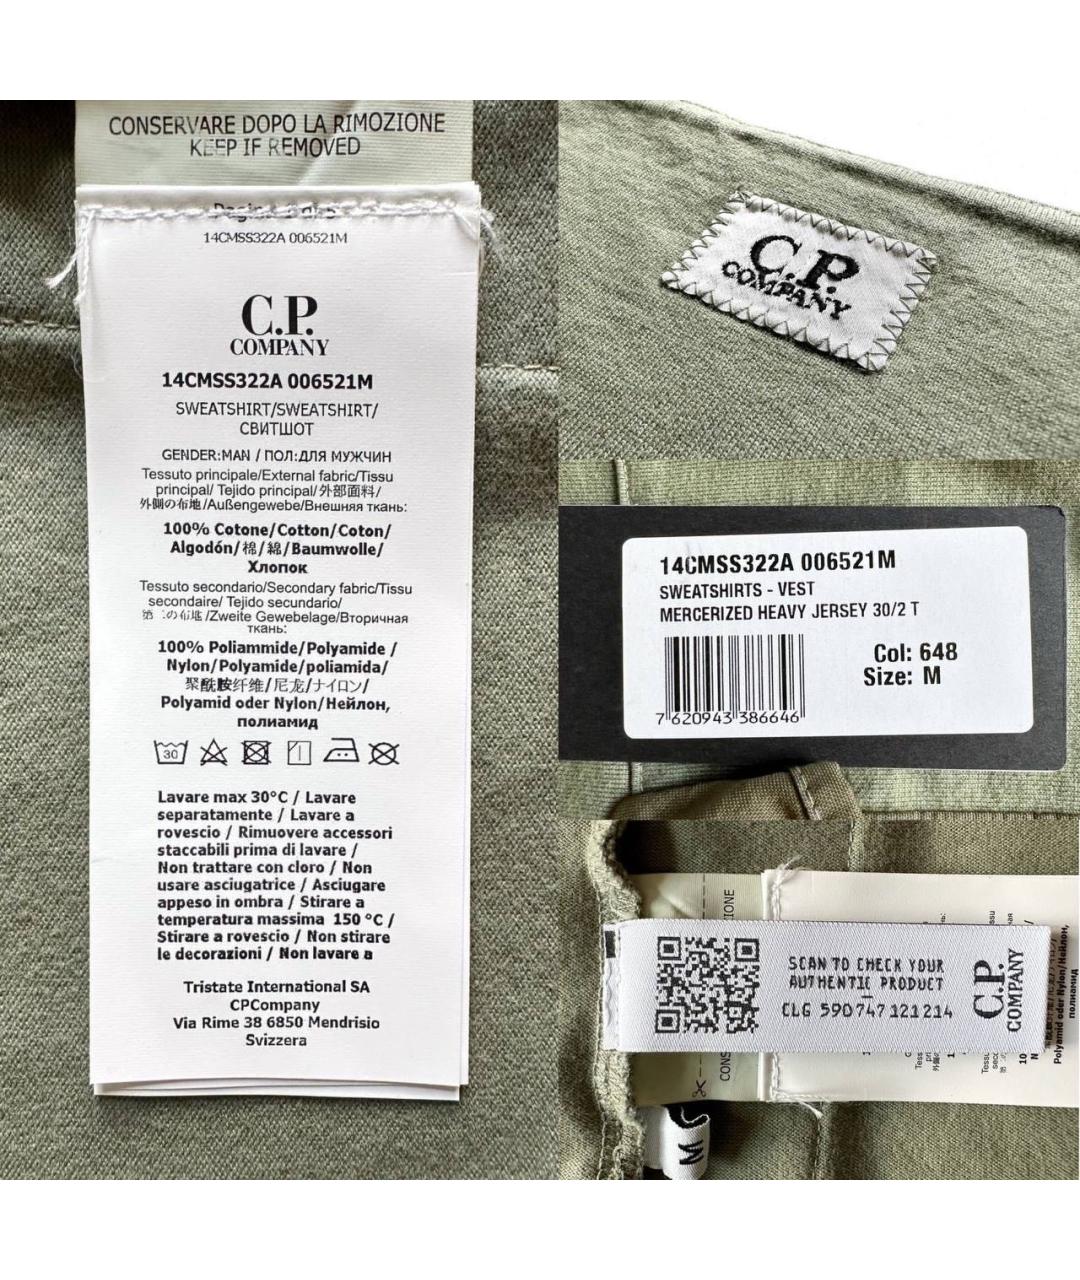 CONSERVARE DOPO LA RIMOZIONE
KEEP IF REMOVED
14CMSS322A 006521M
C.P.
COMPANY
14CMSS322A 006521M
SWEATSHIRT/SWEATSHIRT/
СВИТШОТ
GENDER:MAN / ПОЛ:ДЛЯ МУЖЧИН
Tessuto principale/External fabric/Tissu
principal/ Tejido principal/外部面料/
外側の布地/Außengewebe/Внешняя ткань:
100% Cotone/Cotton/Coton/
Algodón/棉/綿/Baumwolle/
Хлопок
Tessuto secondario/Secondary fabric/Tissu
secondaire/ Tejido secundario/
/Zweite Gewebelage/Вторичная
ткань:
100% Poliammide/Polyamide /
Nylon/Polyamide/poliamida/
聚酰胺纤维/尼龙/ナイロン/
Polyamid oder Nylon/Нейлон,
полиамид
30
Lavare max 30°C / Lavare
separatamente / Lavare a
rovescio / Rimuovere accessori
staccabili prima di lavare /
Non trattare con cloro / Non
usare asciugatrice / Asciugare
appeso in ombra / Stirare a
temperatura massima 150 °C /
Stirare a rovescio / Non stirare
le decorazioni / Non lavare a
Tristate International SA
CPCompany
Via Rime 38 6850 Mendrisio
Svizzera
C.P.
COMPANY
14CMSS322A 006521M
SWEATSHIRTS - VEST
MERCERIZED HEAVY JERSEY 30/2 T
Col: 648
Size: M
7 620943 386646
SCAN TO CHECK YOUR
AUTHENTIC PRODUCT
CLG 590747121214
C.P.
COMPANY
IONE
CONS
Polyamid oder Nylon/Нейлон,
полиамид
M